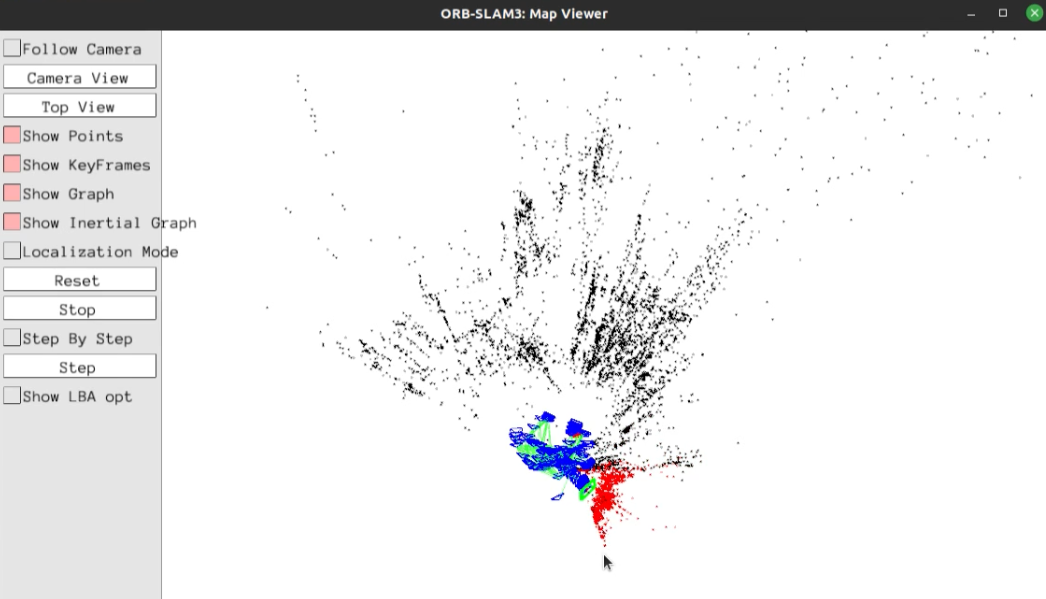 ORB-SLAM3: Map Viewer
Follow Camera
Camera View
Top View
Show Points
Show KeyFrames
Show Graph
Show Inertial Graph
Localization Mode
Reset
Stop
Step By Step
Step
Show LBA opt